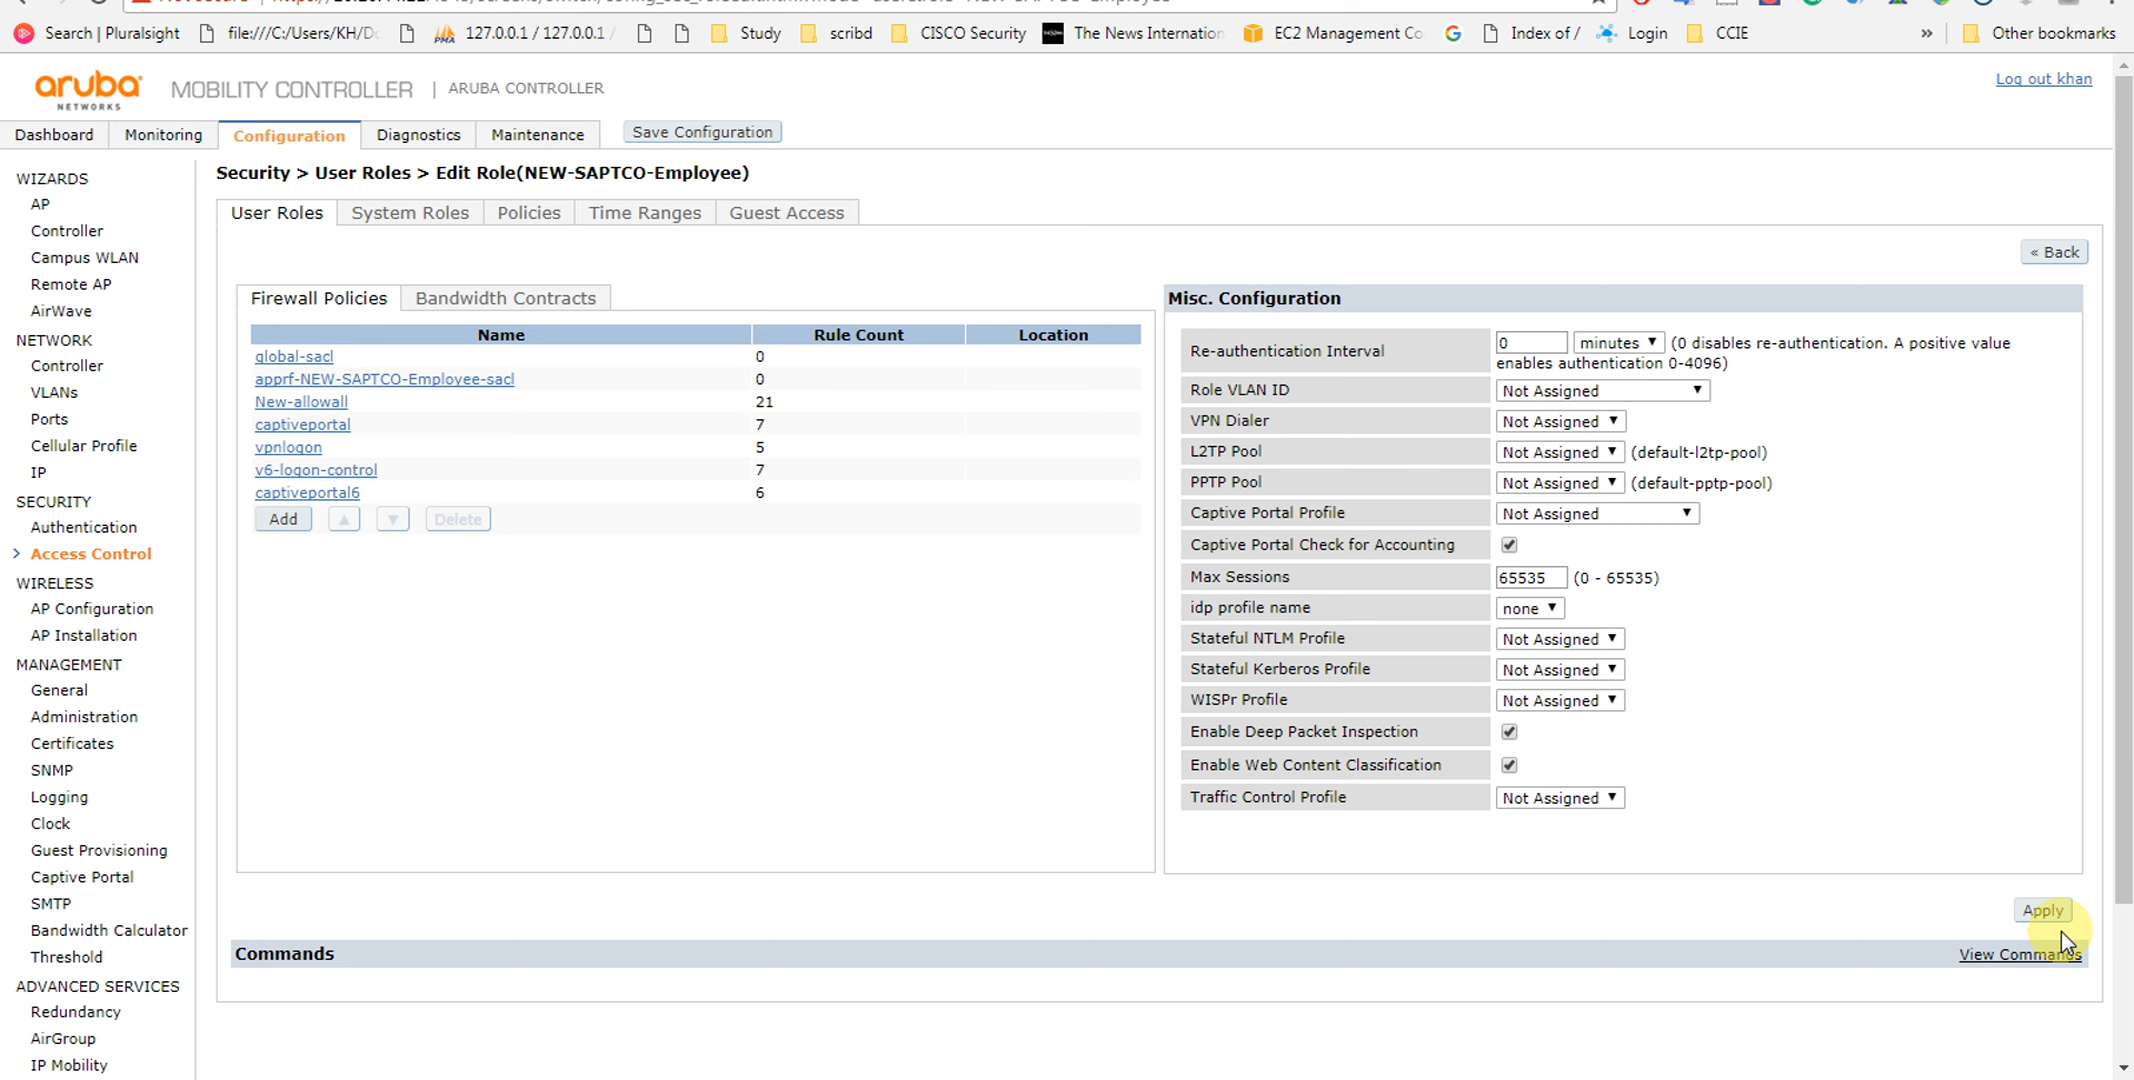 Search | Pluralsight file:///C:/Users/KH/Do 127.0.0.1 / 127.0.0.1 / Study scribd CISCO Security The News Internation EC2 Management Co Index of / Login CCIE » Other bookmarks
aruba NETWORKS MOBILITY CONTROLLER | ARUBA CONTROLLER Log out khan
Dashboard Monitoring Configuration Diagnostics Maintenance Save Configuration
Security > User Roles > Edit Role(NEW-SAPTCO-Employee)
User Roles System Roles Policies Time Ranges Guest Access
« Back
WIZARDS
AP
Controller
Campus WLAN
Remote AP
AirWave
NETWORK
Controller
VLANs
Ports
Cellular Profile
IP
SECURITY
Authentication
> Access Control
WIRELESS
AP Configuration
AP Installation
MANAGEMENT
General
Administration
Certificates
SNMP
Logging
Clock
Guest Provisioning
Captive Portal
SMTP
Bandwidth Calculator
Threshold
ADVANCED SERVICES
Redundancy
AirGroup
IP Mobility
Firewall Policies Bandwidth Contracts
Name Rule Count Location
global-sacl 0
apprf-NEW-SAPTCO-Employee-sacl 0
New-allowall 21
captiveportal 7
vpnlogon 5
v6-logon-control 7
captiveportal6 6
Add ▲ ▼ Delete
Misc. Configuration
Re-authentication Interval 0 minutes ▼ (0 disables re-authentication. A positive value
enables authentication 0-4096)
Role VLAN ID Not Assigned ▼
VPN Dialer Not Assigned ▼
L2TP Pool Not Assigned ▼ (default-l2tp-pool)
PPTP Pool Not Assigned ▼ (default-pptp-pool)
Captive Portal Profile Not Assigned ▼
Captive Portal Check for Accounting
Max Sessions 65535 (0 - 65535)
idp profile name none ▼
Stateful NTLM Profile Not Assigned ▼
Stateful Kerberos Profile Not Assigned ▼
WISPr Profile Not Assigned ▼
Enable Deep Packet Inspection
Enable Web Content Classification
Traffic Control Profile Not Assigned ▼
Apply
Commands View Commands